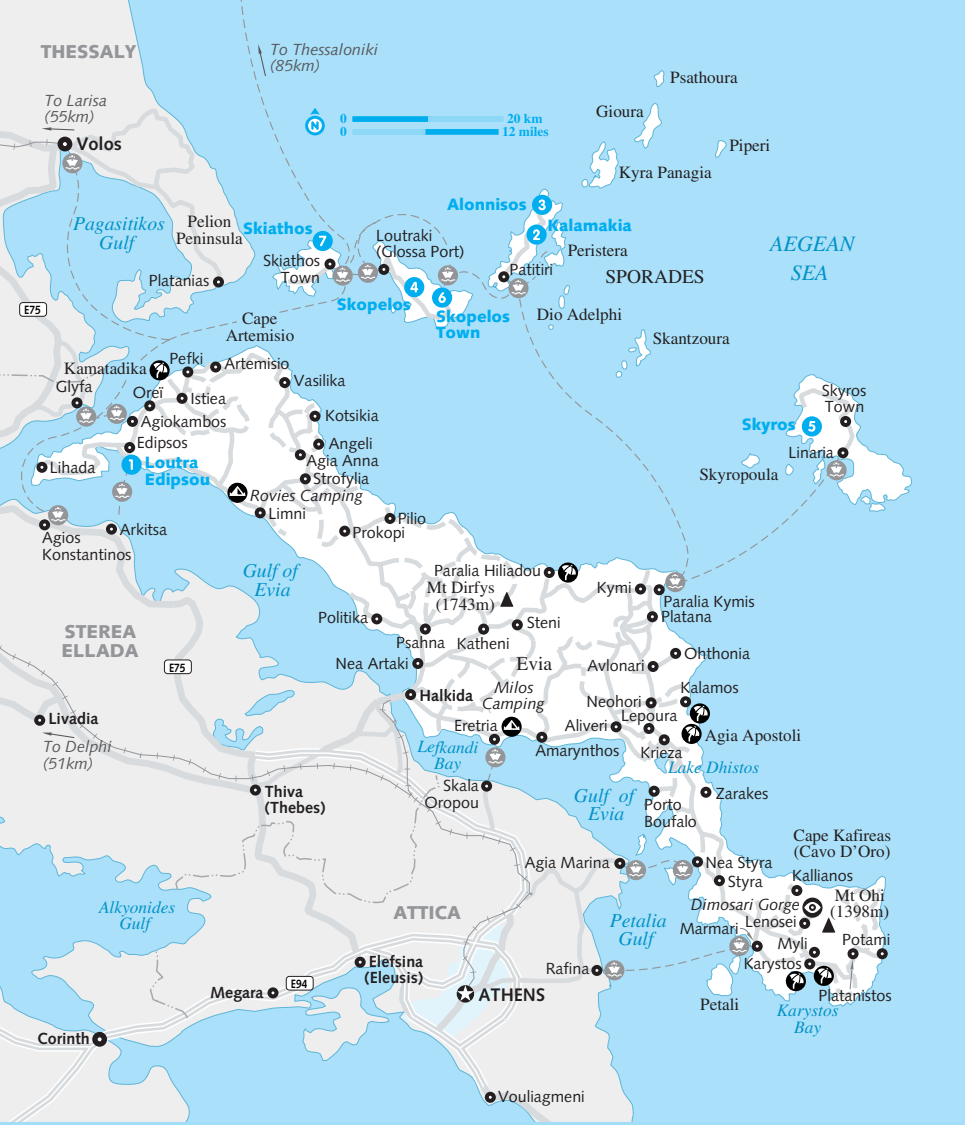 THESSALY
To Thessaloniki
(85km)
To Larisa
(55km)
Volos
N
0
20 km
0
12 miles
Psathoura
Gioura
Piperi
Kyra Panagia
Pagasitikos
Gulf
Pelion
Peninsula
Platanias
Skiathos
7
Skiathos
Town
Loutraki
(Glossa Port)
Alonnisos
3
2
Kalamakia
Peristera
Patitiri
SPORADES
AEGEAN
SEA
4
Skopelos
6
Skopelos
Town
Dio Adelphi
Skantzoura
E75
Cape
Artemisio
Kamatadika
Pefki
Artemisio
Glyfa
Oreï
Istiea
Vasilika
Agiokambos
Kotsikia
Edipsos
Angeli
Agia Anna
Lihada
1
Loutra
Edipsou
Strofylia
Rovies Camping
Limni
Pilio
Prokopi
Agios
Konstantinos
Arkitsa
Skyros
Town
Skyros
5
Linaria
Skyropoula
Gulf of
Evia
Paralia Hiliadou
Mt Dirfys
(1743m)
Kymi
Paralia Kymis
Platana
Politika
Psahna
Katheni
Steni
STEREA
ELLADA
E75
Nea Artaki
Evia
Avlonari
Ohthonia
Halkida
Milos
Camping
Neohori
Kalamos
Eretria
Aliveri
Lepoura
Agia Apostoli
Livadia
To Delphi
(51km)
Lefkandi
Bay
Amarynthos
Krieza
Lake Dhistos
Thiva
(Thebes)
Skala
Oropou
Gulf of
Evia
Porto
Boufalo
Zarakes
Cape Kafireas
(Cavo D'Oro)
Agia Marina
Nea Styra
Styra
Kallianos
Mt Ohi
(1398m)
Dimosari Gorge
Lenosei
Alkyonides
Gulf
ATTICA
Petalia
Gulf
Marmari
Myli
Potami
Karystos
Platanistos
Elefsina
(Eleusis)
Rafina
Petali
Karystos
Bay
Megara
E94
ATHENS
Corinth
Vouliagmeni